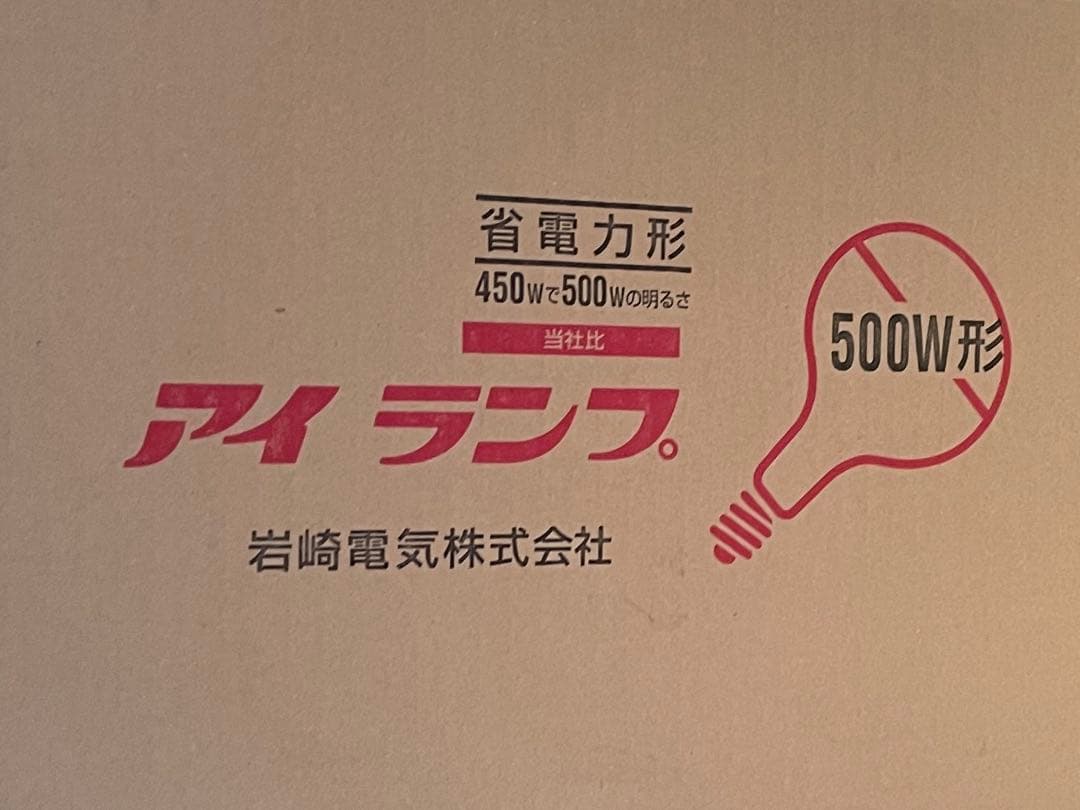 省電力形
450Wで500Wの明るさ
当社比
アイ ランプ
500W形
岩崎電気株式会社